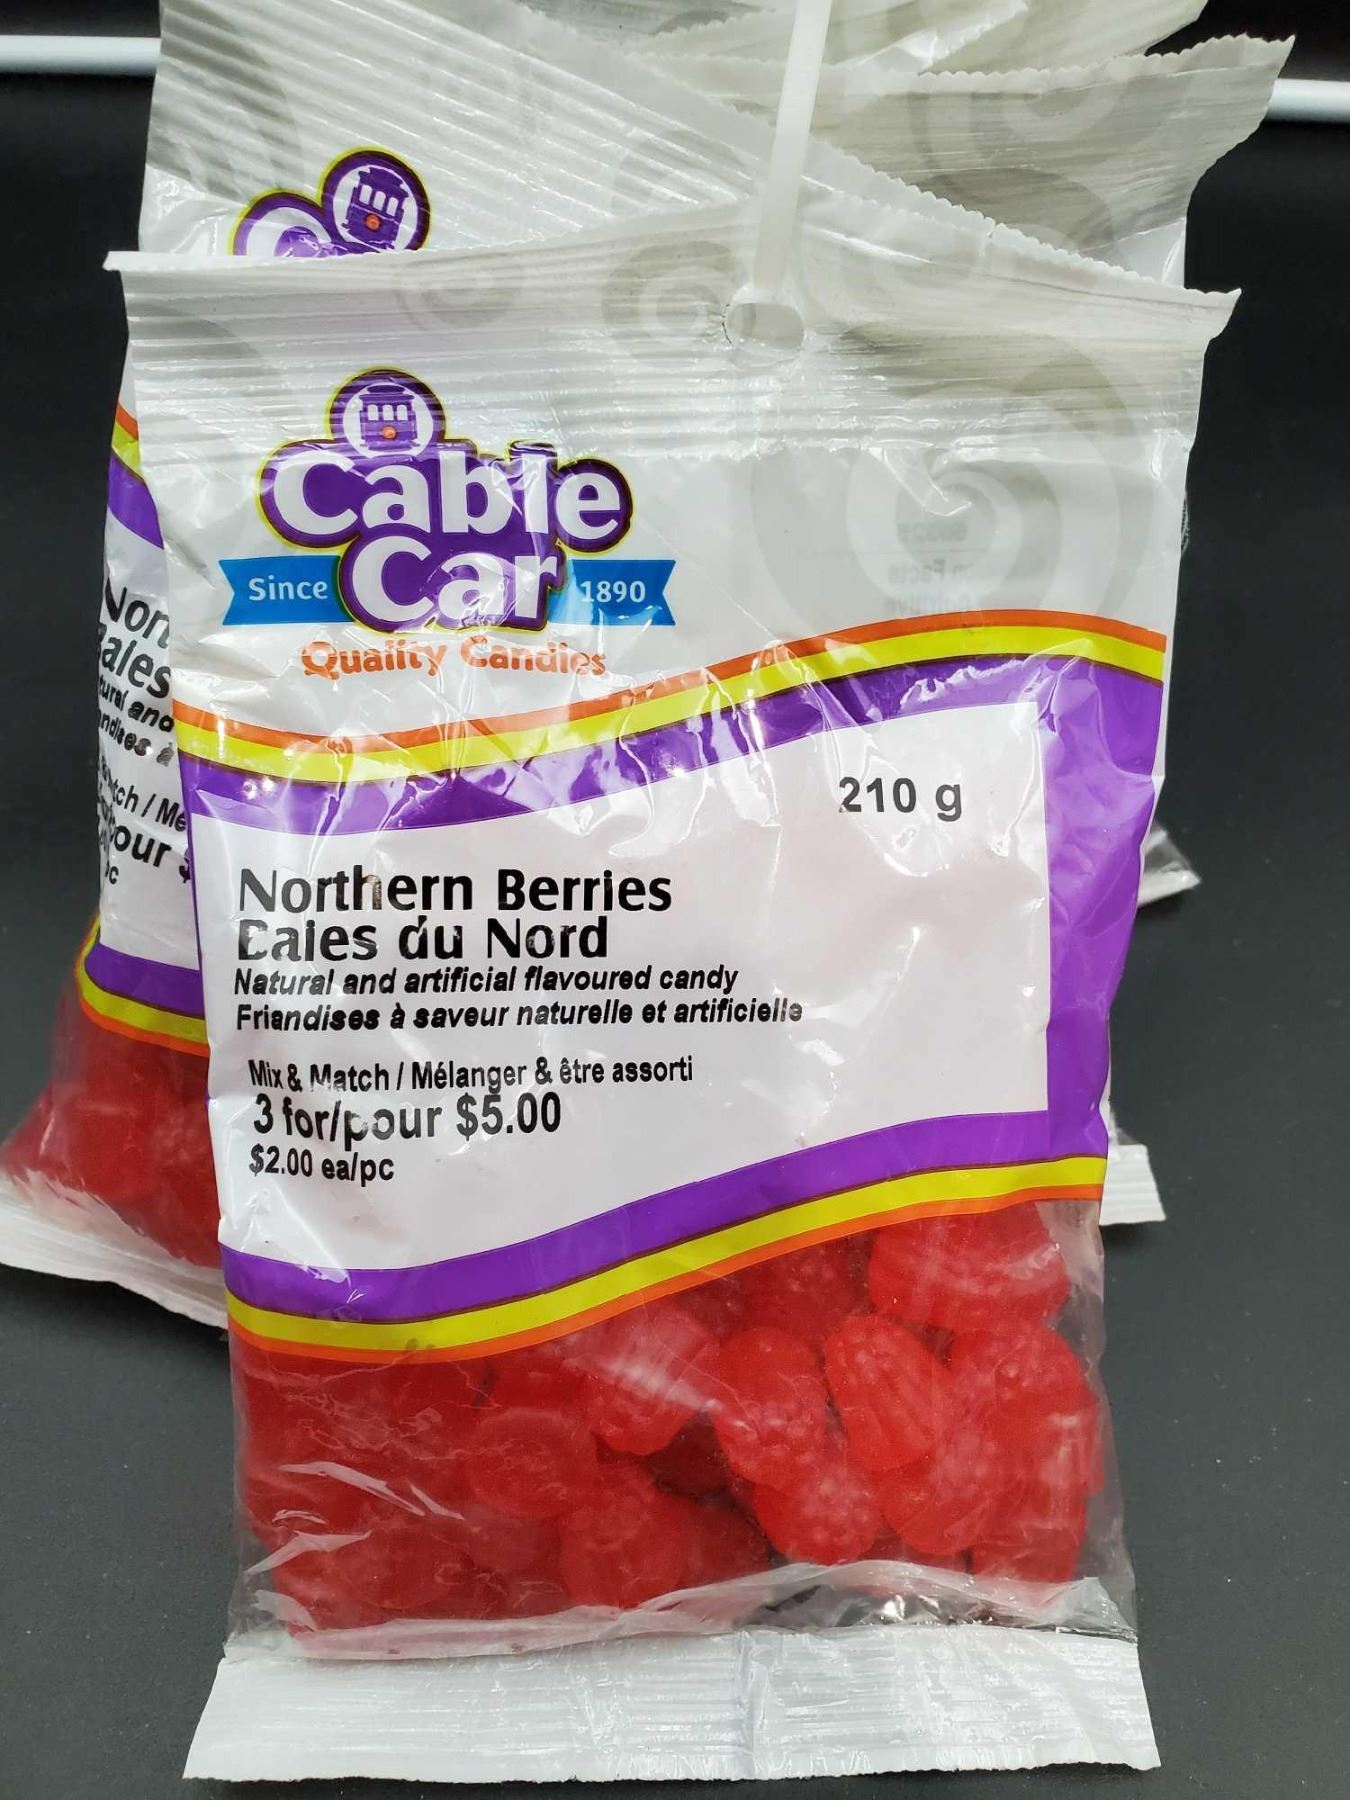 Cable
Car
Since 1890
Quality Candies
210 g
Northern Berries
Baies du Nord
Natural and artificial flavoured candy
Friandises à saveur naturelle et artificielle
Mix & Match / Mélanger & être assorti
3 for/pour $5.00
$2.00 ea/pc